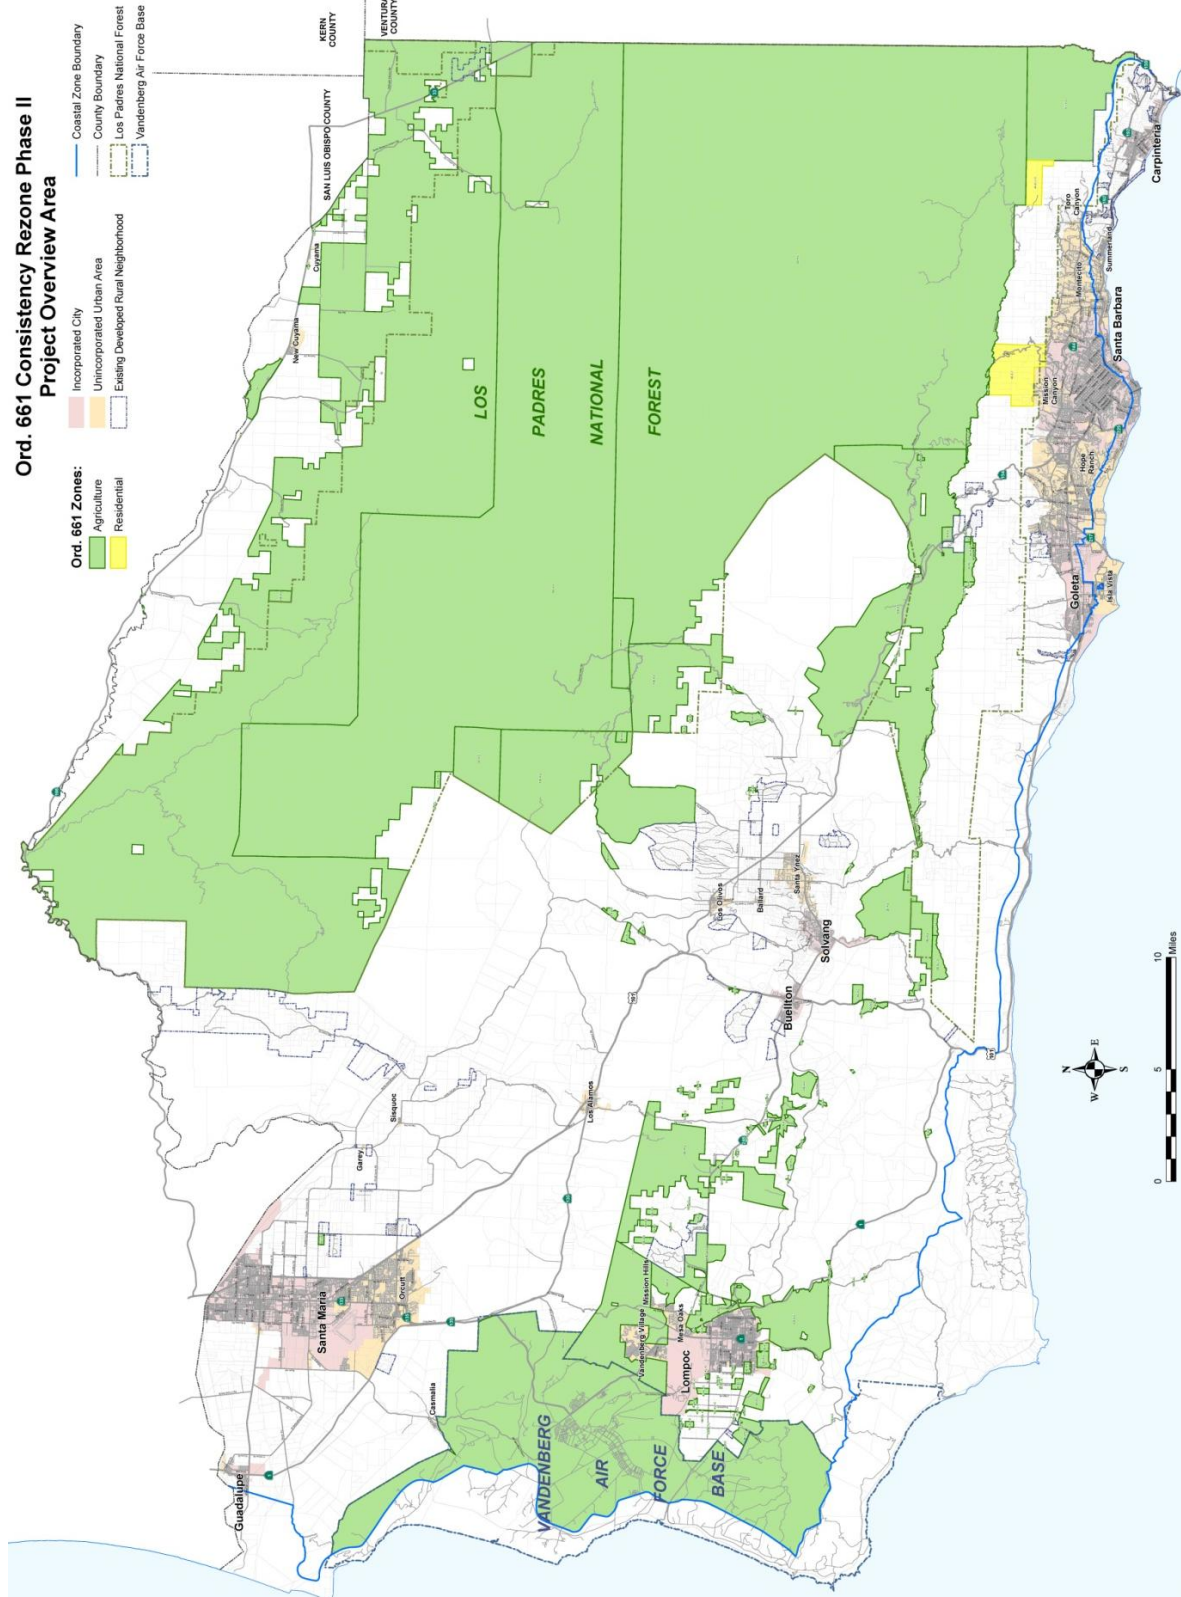 Ord. 661 Consistency Rezone Phase II
Project Overview Area
Ord. 661 Zones:
Agriculture
Residential
Incorporated City
Unincorporated Urban Area
Existing Developed Rural Neighborhood
Coastal Zone Boundary
County Boundary
Los Padres National Forest
Vandenberg Air Force Base
KERN
COUNTY
VENTURA
COUNTY
SAN LUIS OBISPO COUNTY
Cuyama
New Cuyama
LOS
PADRES
NATIONAL
FOREST
Guadalupe
Santa Maria
Orcutt
Garey
Sisquoc
Casmalia
Los Alamos
VANDENBERG
AIR
FORCE
BASE
Vandenberg Village
Mission Hills
Mesa Oaks
Lompoc
Buellton
Solvang
Los Olivos
Ballard
Santa Ynez
101
101
Goleta
Isla Vista
Hope
Ranch
Mission
Canyon
Santa Barbara
Montecito
Summerland
Toro
Canyon
Carpinteria
N
W
E
S
0
5
10
Miles